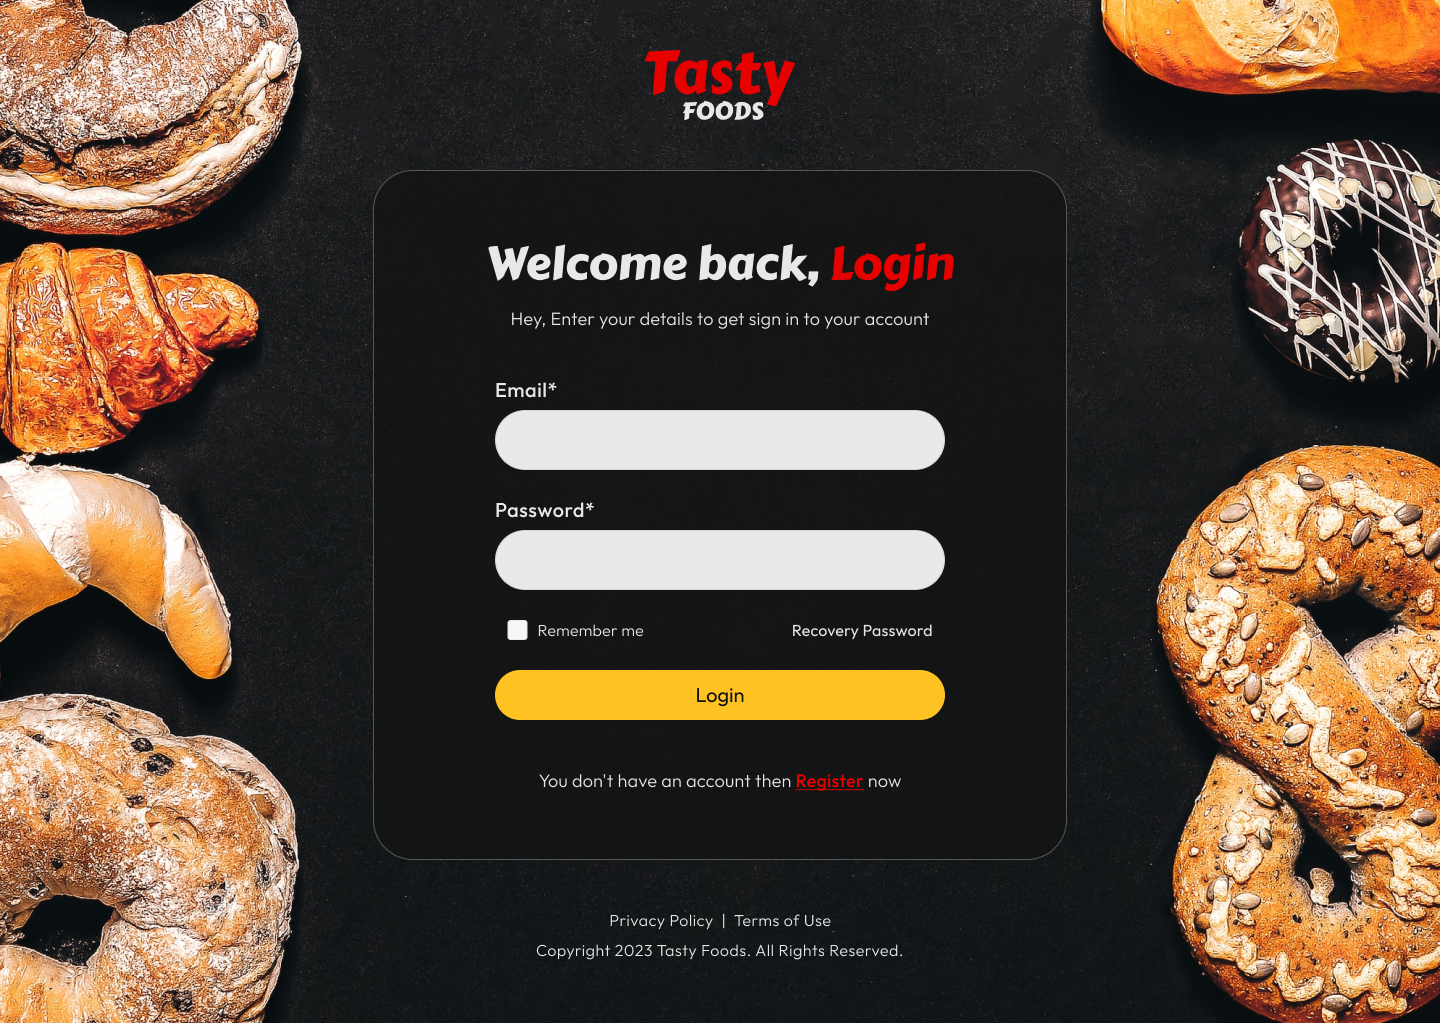 Tasty
FOODS
Welcome back, Login
Hey, Enter your details to get sign in to your account
Email*
Password*
Remember me
Recovery Password
Login
You don't have an account then Register now
Privacy Policy | Terms of Use
Copyright 2023 Tasty Foods. All Rights Reserved.